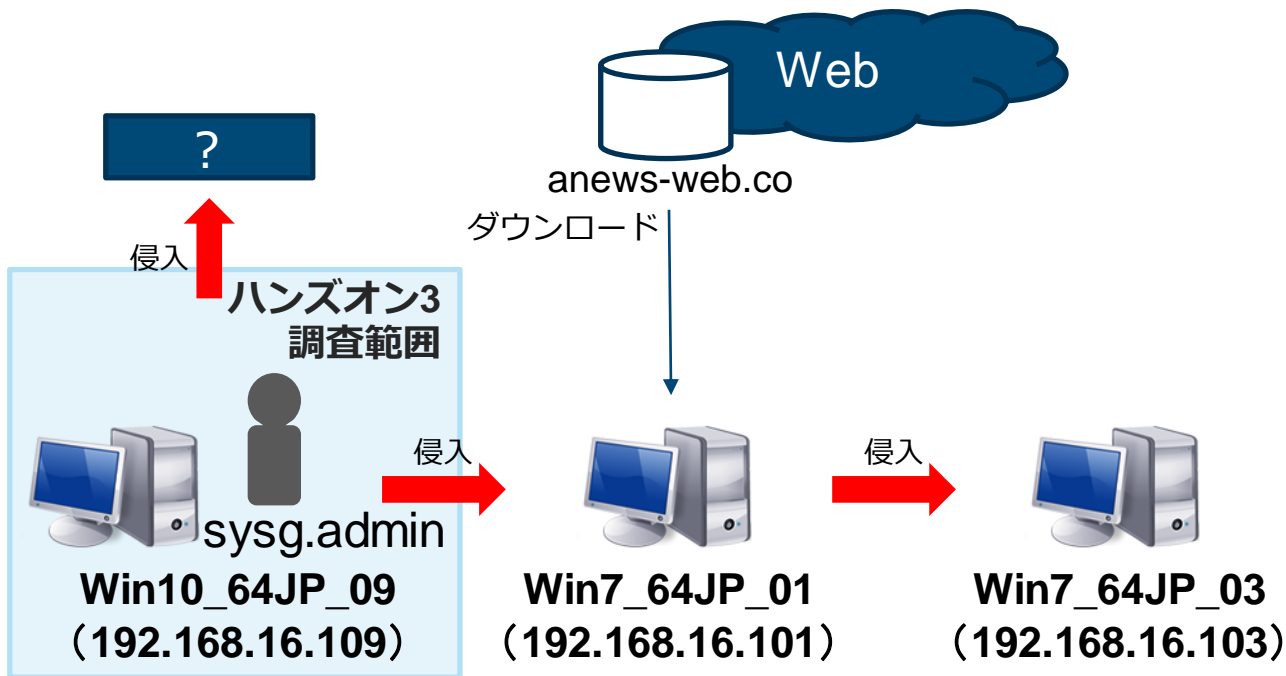 Web
?
anews-web.co
ダウンロード
侵入
ハンズオン3
調査範囲
侵入
侵入
sysg.admin
Win10_64JP_09
（192.168.16.109）
Win7_64JP_01
（192.168.16.101）
Win7_64JP_03
（192.168.16.103）